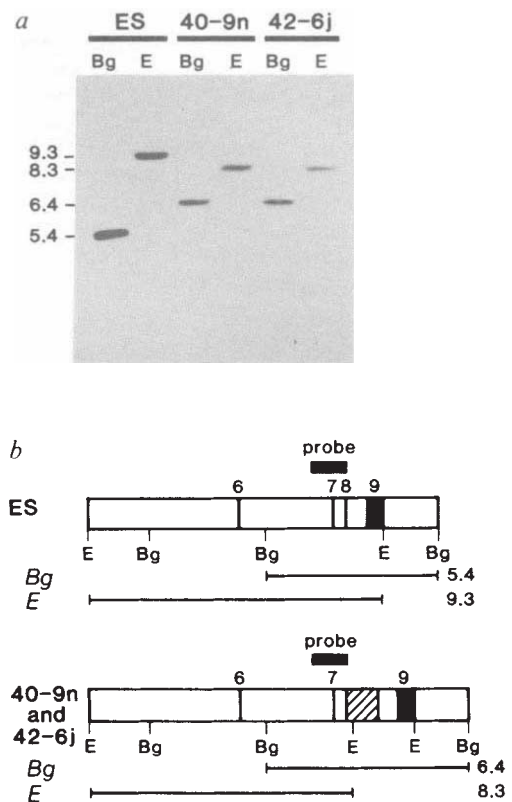 a
ES 40-9n 42-6j
Bg E Bg E Bg E
9.3
8.3
6.4
5.4
b
probe
6 7 8 9
ES
E Bg Bg E Bg
Bg 5.4
E 9.3
probe
6 7 9
40-9n
and
42-6j
E Bg Bg E E Bg
Bg 6.4
E 8.3